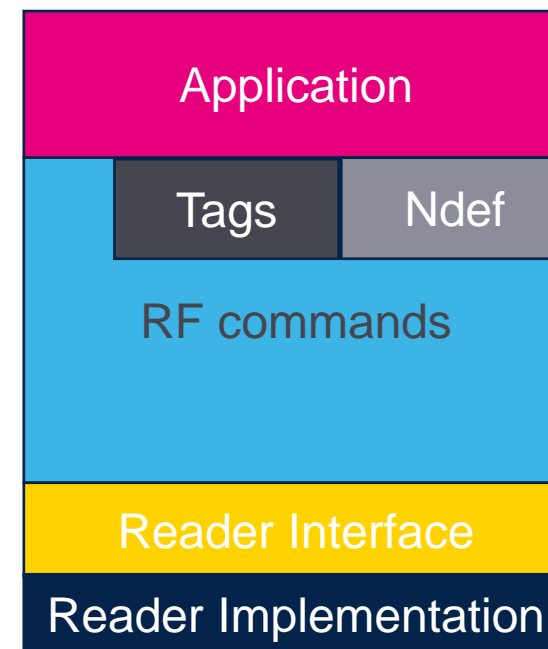 Application
Tags
Ndef
RF commands
Reader Interface
Reader Implementation